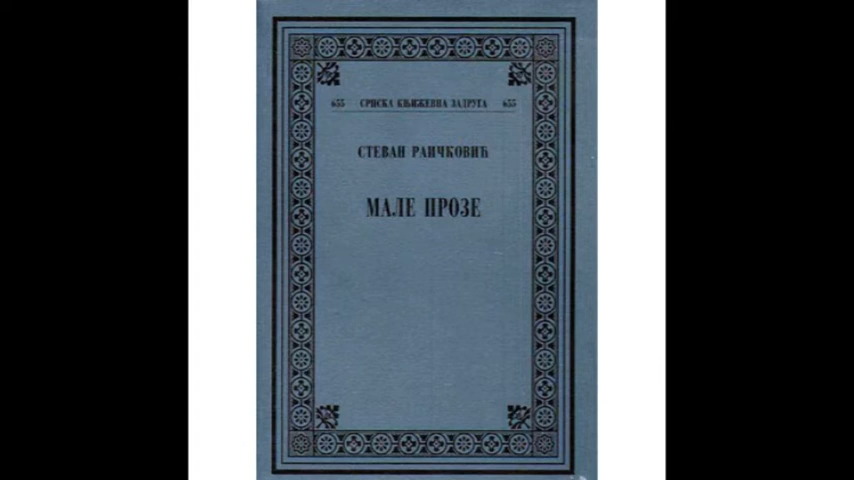 655 СРПСКА КЊИЖЕВНА ЗАДРУГА 655
СТЕВАН РАИЧКОВИЋ
МАЛЕ ПРОЗЕ